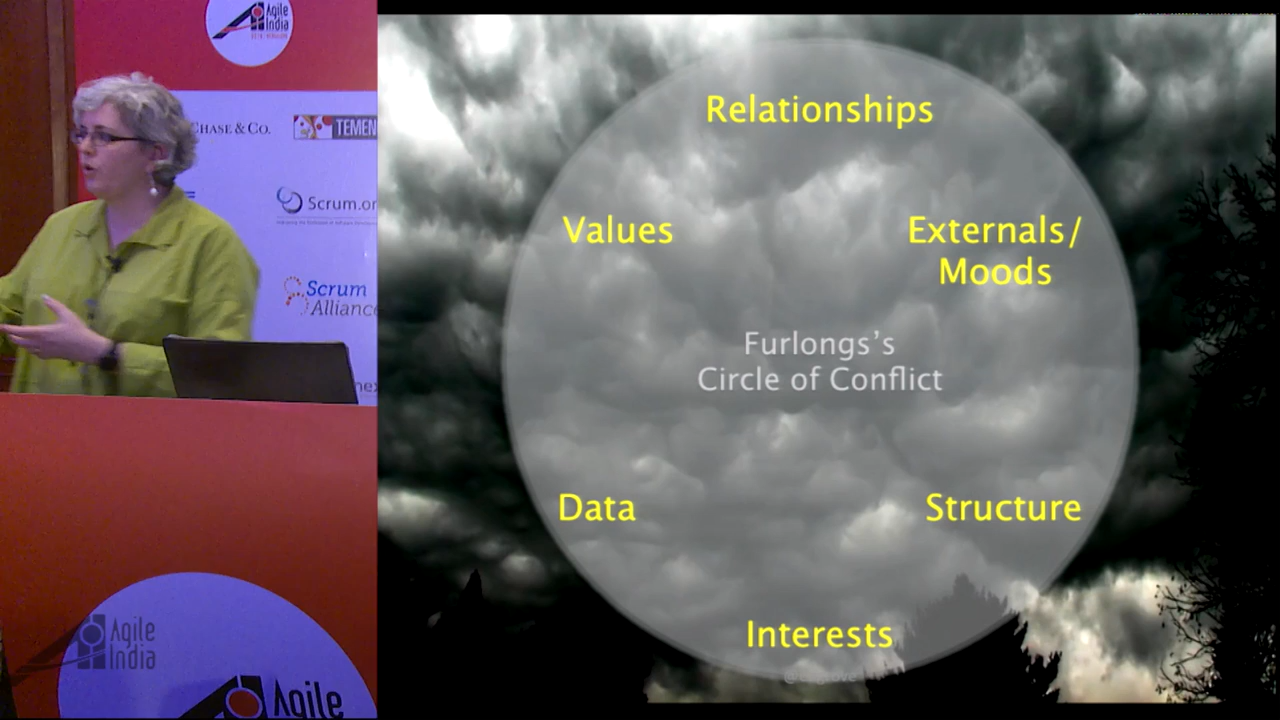 Agile
India
CHASE & CO.
TEMEN
Scrum.or
Scrum
Alliance
Agile
India
Agile
Relationships
Values
Externals/
Moods
Furlongs's
Circle of Conflict
Data
Structure
Interests